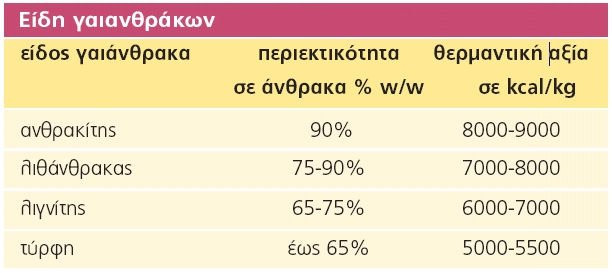 Είδη γαιανθράκων
είδος γαιάνθρακα περιεκτικότητα θερμαντική αξία
σε άνθρακα % w/w σε kcal/kg
ανθρακίτης 90% 8000-9000
λιθάνθρακας 75-90% 7000-8000
λιγνίτης 65-75% 6000-7000
τύρφη έως 65% 5000-5500